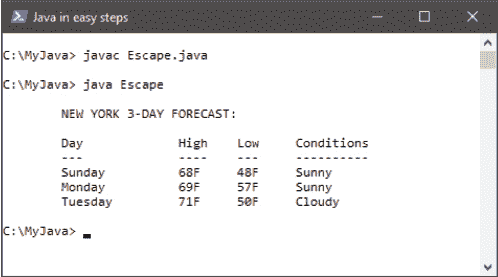 Java in easy steps
C:\MyJava> javac Escape.java
C:\MyJava> java Escape
NEW YORK 3-DAY FORECAST:
Day High Low Conditions
--- ---- --- ----------
Sunday 68F 48F Sunny
Monday 69F 57F Sunny
Tuesday 71F 50F Cloudy
C:\MyJava>